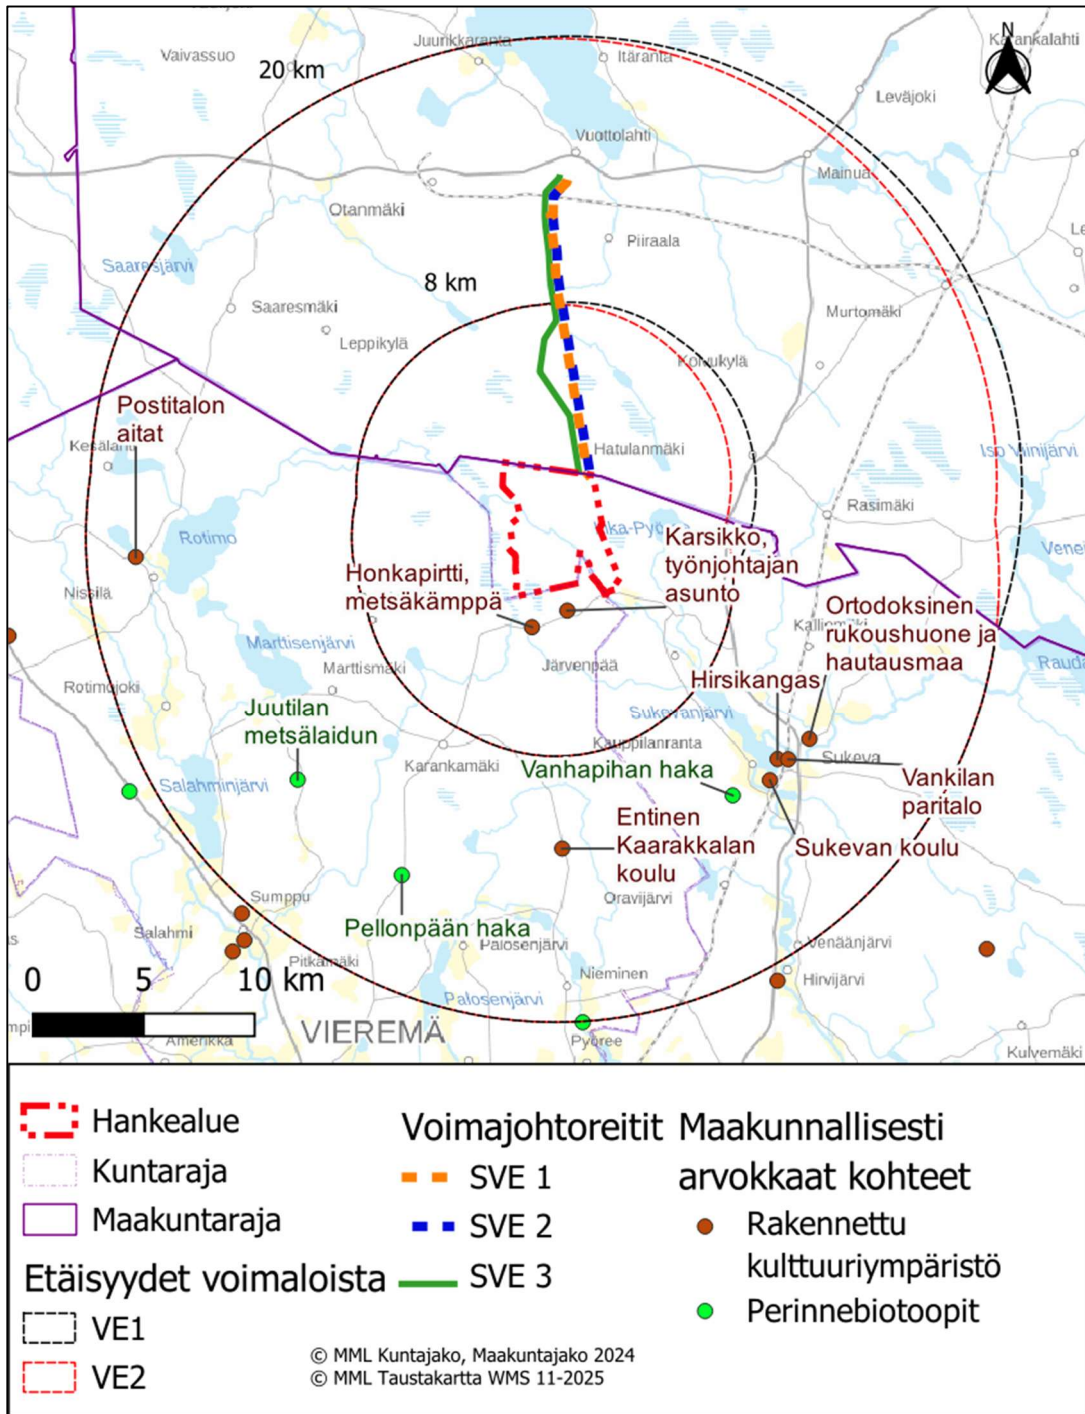 N
Juurikkaranta
Itäranta
Vaivassuo
20 km
Leväjoki
Vuottolahti
Mainua
Otanmäki
Piiraala
Saaresjärvi
8 km
Saaresmäki
Murtomäki
Leppikylä
Koivukylä
Postitalon
aitat
Hatulanmäki
Rasimäki
Rotimo
Karsikko,
työnjohtajan
asunto
Honkapirtti,
metsäkämppä
Nissilä
Ortodoksinen
rukoushuone ja
hautausmaa
Marttisenjärvi
Marttismäki
Järvenpää
Hirsikangas
Rotimojoki
Juutilan
metsälaidun
Sukevanjärvi
Kauppilanranta
Karankamäki
Vanhapihan haka
Sukeva
Salahminjärvi
Vankilan
paritalo
Entinen
Kaarakkalan
koulu
Sukevan koulu
Sumppu
Oravijärvi
Pellonpään haka
Salahmi
Palosenjärvi
Venäänjärvi
Pitkämäki
Nieminen
Hirvijärvi
0 5 10 km
Palosenjärvi
VIEREMÄ
Amerikka
Pyöree
Kulvemäki
Hankealue
Kuntaraja
Maakuntaraja
Etäisyydet voimaloista
VE1
VE2
Voimajohtoreitit
SVE 1
SVE 2
SVE 3
Maakunnallisesti
arvokkaat kohteet
Rakennettu
kulttuuriympäristö
Perinnebiotoopit
© MML Kuntajako, Maakuntajako 2024
© MML Taustakartta WMS 11-2025